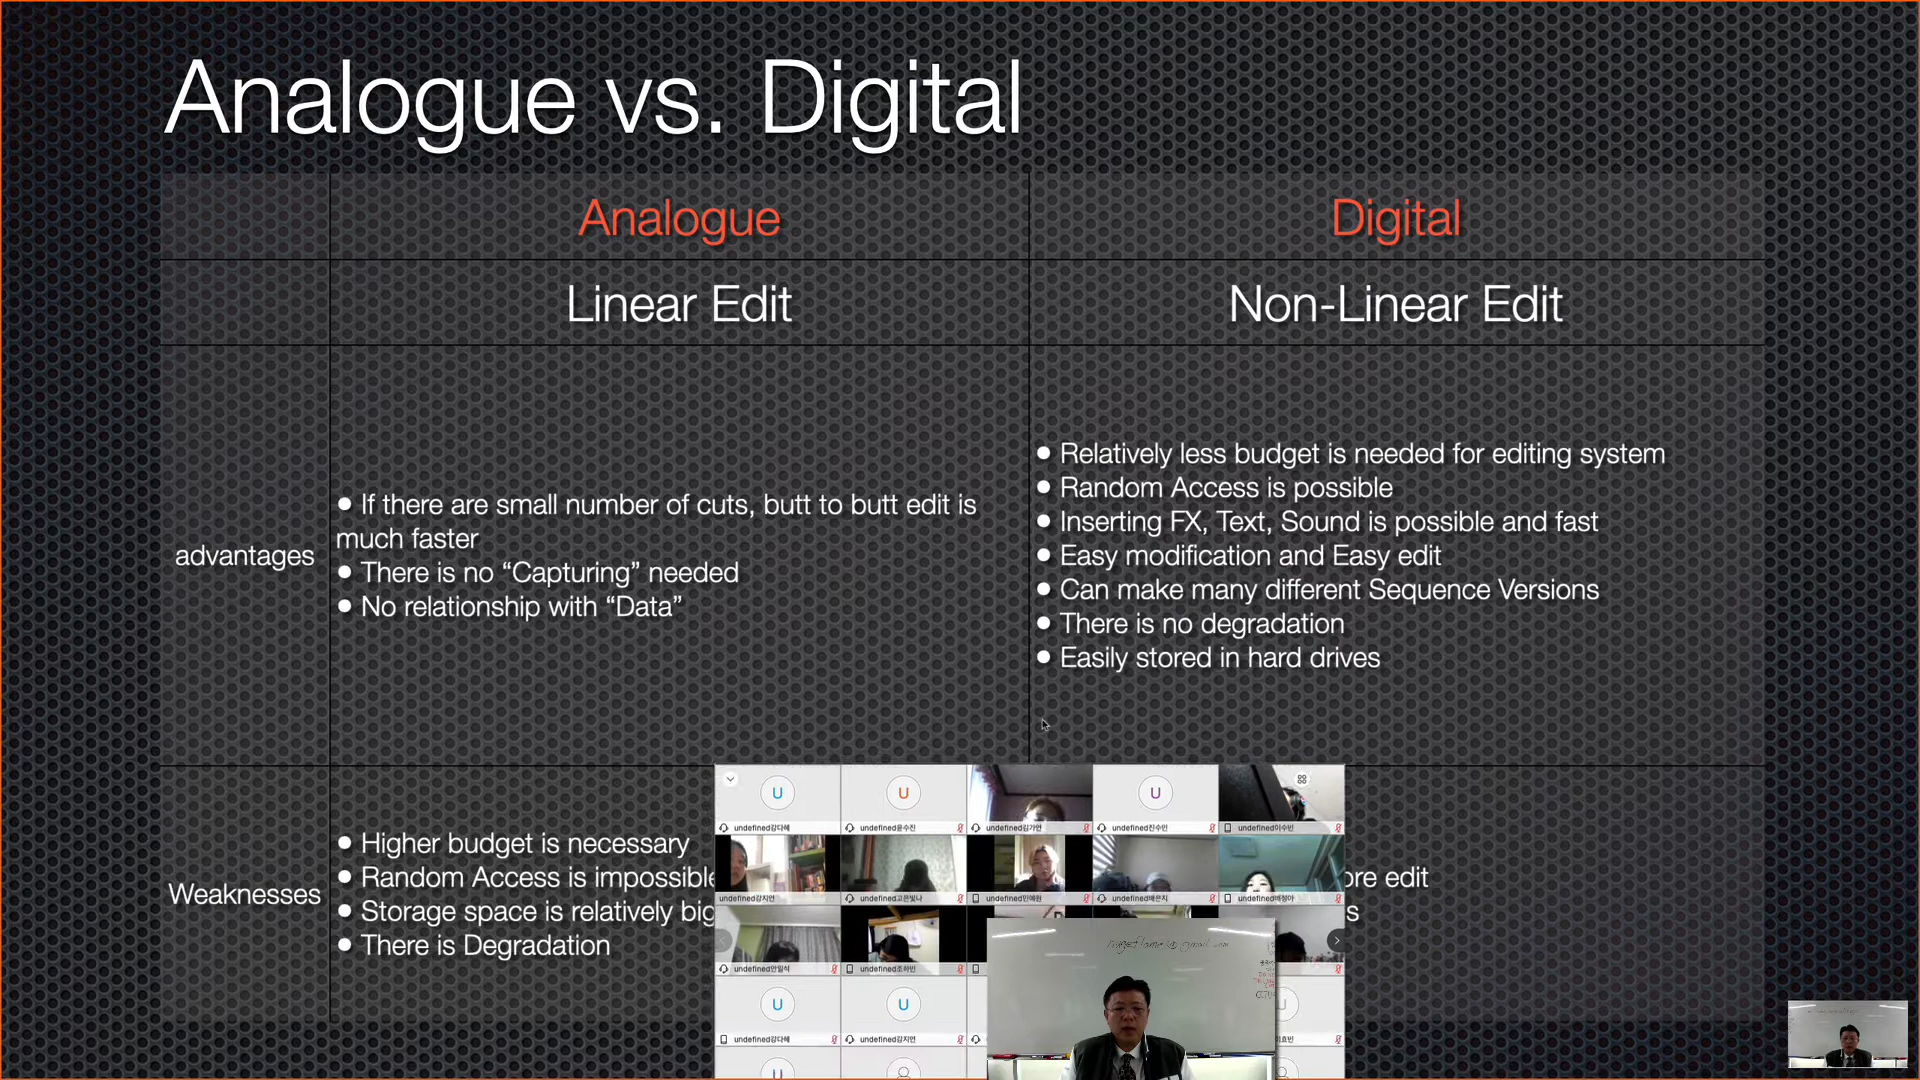 Analogue vs. Digital
Analogue
Digital
Linear Edit
Non-Linear Edit
advantages
● If there are small number of cuts, butt to butt edit is
much faster
● There is no “Capturing” needed
● No relationship with “Data”
● Relatively less budget is needed for editing system
● Random Access is possible
● Inserting FX, Text, Sound is possible and fast
● Easy modification and Easy edit
● Can make many different Sequence Versions
● There is no degradation
● Easily stored in hard drives
Weaknesses
● Higher budget is necessary
● Random Access is impossible
● Storage space is relatively big
● There is Degradation
ore edit
s
U
U
U
undefined강다혜
undefined윤수진
undefined김가연
undefined진수민
undefined이수빈
undefined강지언
undefined고은빛나
undefined민예원
undefined배은지
undefined배정아
undefined안일석
undefined조하빈
U
U
undefined강다혜
undefined강지연